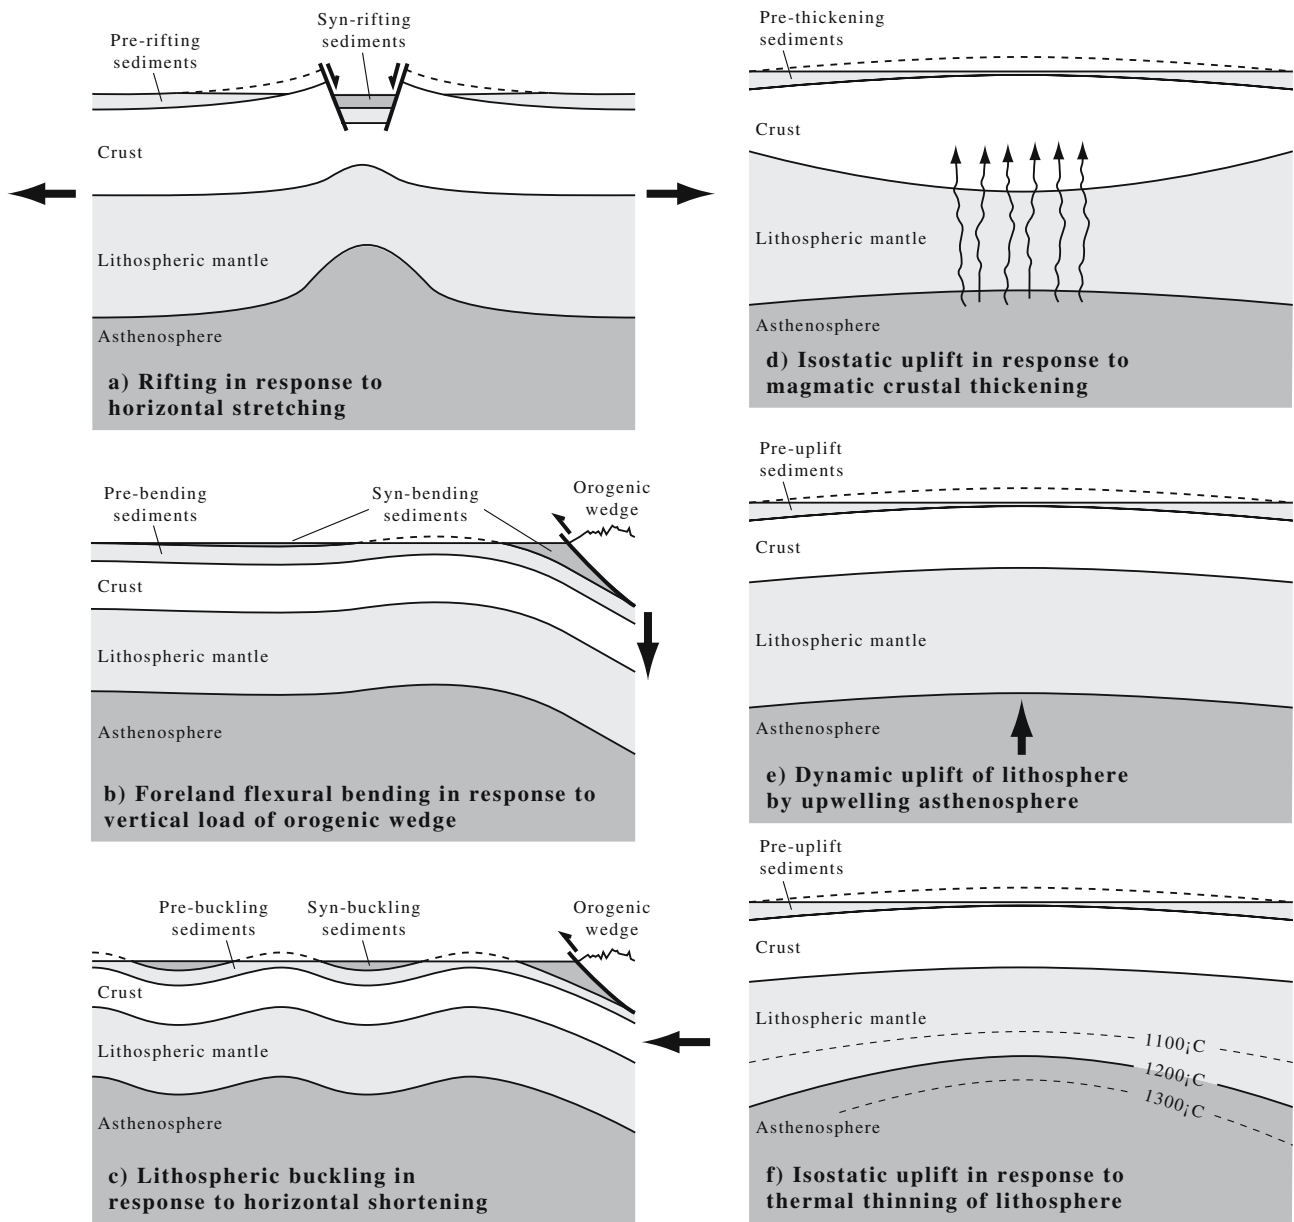 Syn-rifting
sediments
Pre-rifting
sediments
Crust
Lithospheric mantle
Asthenosphere
a) Rifting in response to
horizontal stretching
Pre-bending
sediments
Syn-bending
sediments
Orogenic
wedge
Crust
Lithospheric mantle
Asthenosphere
b) Foreland flexural bending in response to
vertical load of orogenic wedge
Pre-buckling
sediments
Syn-buckling
sediments
Orogenic
wedge
Crust
Lithospheric mantle
Asthenosphere
c) Lithospheric buckling in
response to horizontal shortening
Pre-thickening
sediments
Crust
Lithospheric mantle
Asthenosphere
d) Isostatic uplift in response to
magmatic crustal thickening
Pre-uplift
sediments
Crust
Lithospheric mantle
Asthenosphere
e) Dynamic uplift of lithosphere
by upwelling asthenosphere
Pre-uplift
sediments
Crust
Lithospheric mantle
1100¡C
1200¡C
1300¡C
Asthenosphere
f) Isostatic uplift in response to
thermal thinning of lithosphere